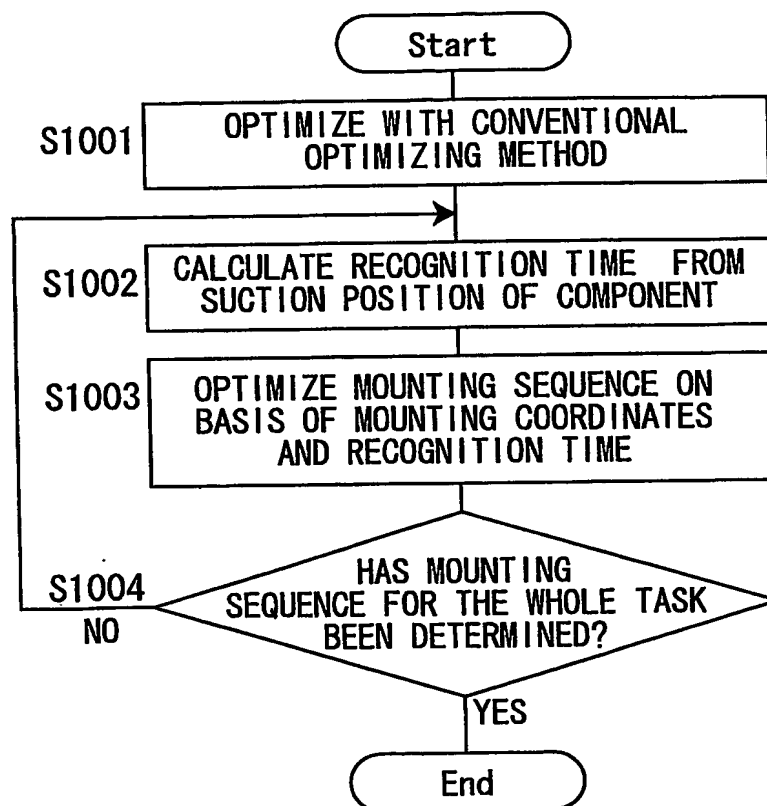 Start
S1001
OPTIMIZE WITH CONVENTIONAL
OPTIMIZING METHOD
S1002
CALCULATE RECOGNITION TIME FROM
SUCTION POSITION OF COMPONENT
S1003
OPTIMIZE MOUNTING SEQUENCE ON
BASIS OF MOUNTING COORDINATES
AND RECOGNITION TIME
S1004
HAS MOUNTING
SEQUENCE FOR THE WHOLE TASK
BEEN DETERMINED?
NO
YES
End